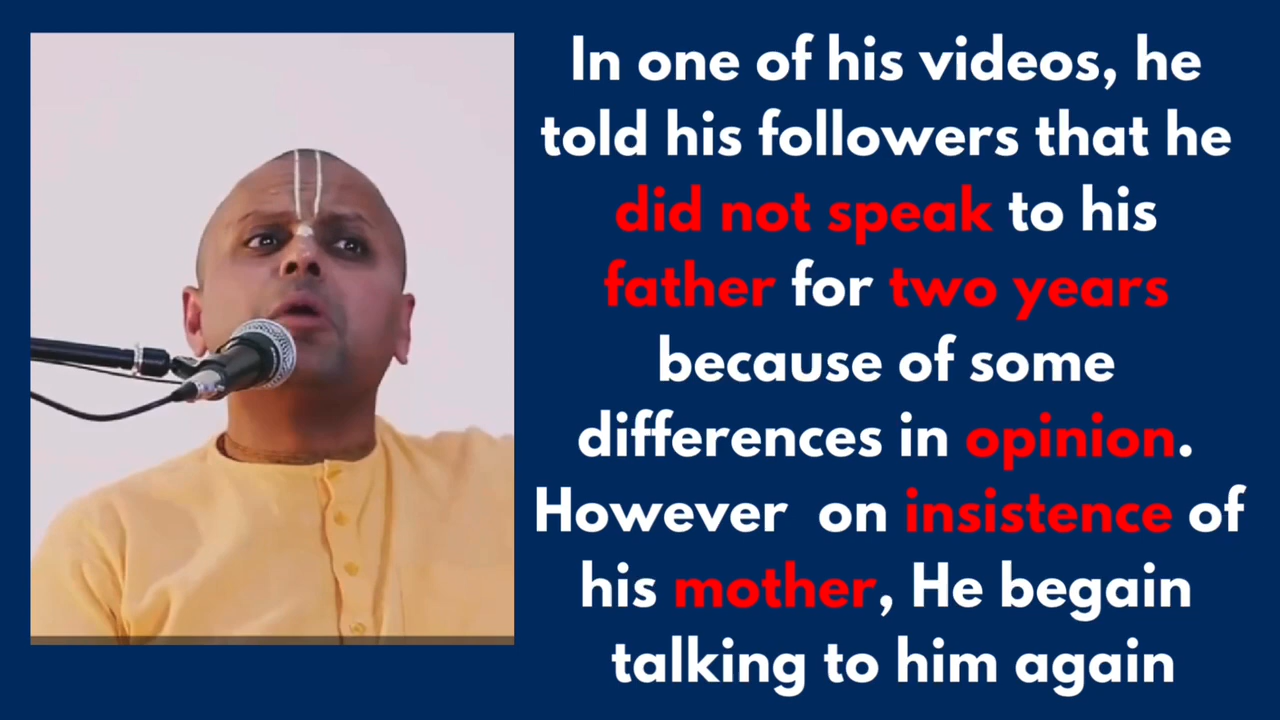 In one of his videos, he
told his followers that he
did not speak to his
father for two years
because of some
differences in opinion.
However  on insistence of
his mother, He begain
talking to him again